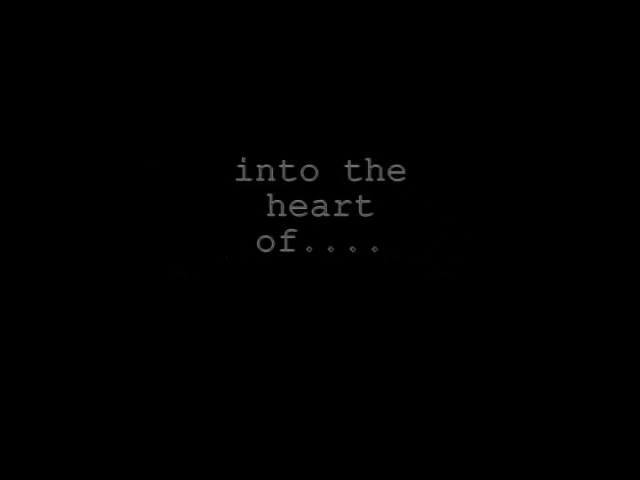 into the
heart
of....